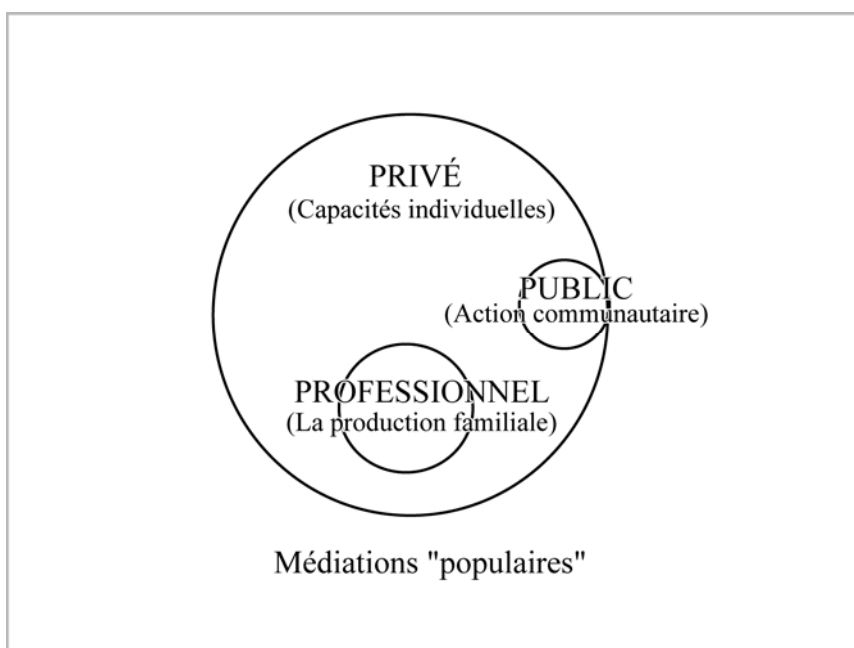 PRIVÉ
(Capacités individuelles)
PUBLIC
(Action communautaire)
PROFESSIONNEL
(La production familiale)
Médiations "populaires"